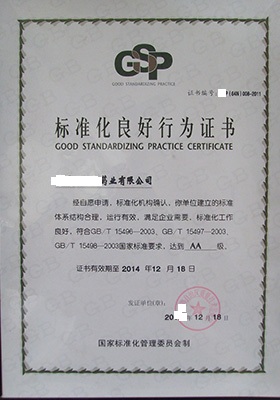 GSP
GOOD STANDARDIZING PRACTICE
证书编号: (64N)008-2011
标准化良好行为证书
GOOD STANDARDIZING PRACTICE CERTIFICATE
药业有限公司
经自愿申请，标准化机构确认，你单位建立的标准
体系结构合理，运行有效，满足企业需要，标准化工作
良好，符合GB/T 15496—2003、GB/T 15497—2003、
GB/T 15498—2003国家标准要求，达到 AA 级。
证书有效期至 2014 年 12 月 18 日
发证单位(章):
年 12 月 18 日
国家标准化管理委员会制